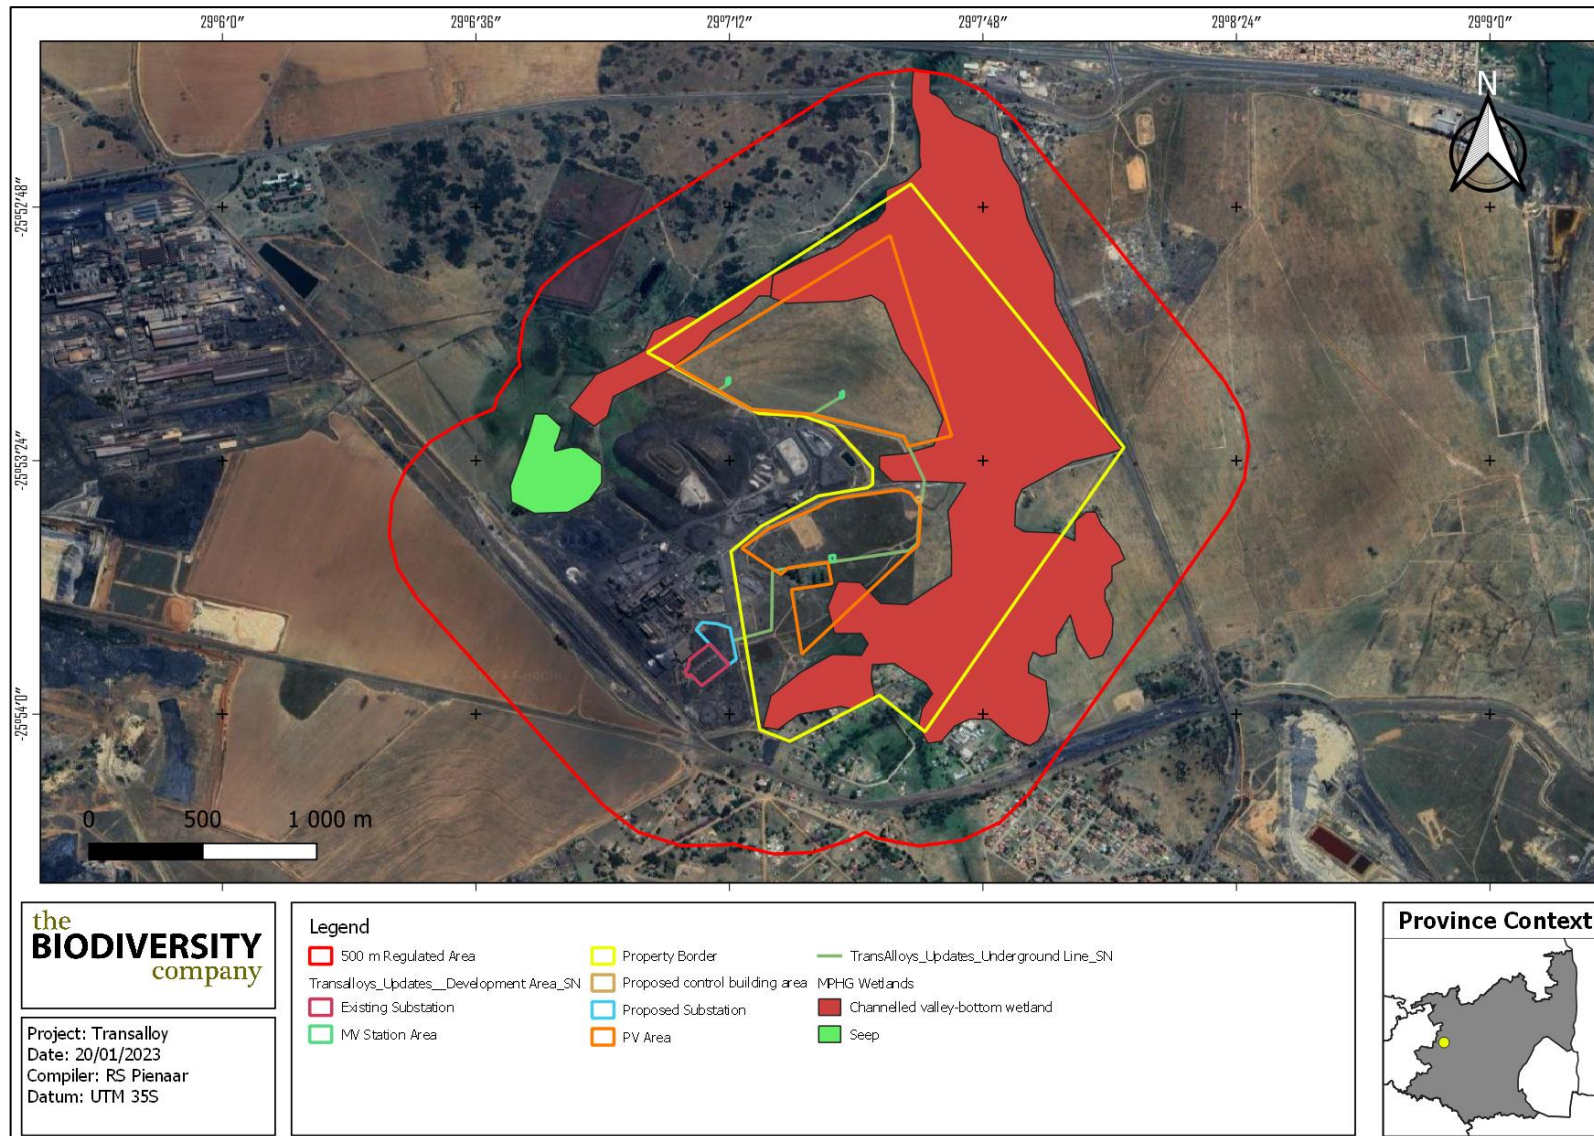 29°6′0″ 29°6′36″ 29°7′12″ 29°7′48″ 29°8′24″ 29°9′0″
N
-25°52′48″
-25°53′24″
-25°54′0″
0 500 1 000 m
the
BIODIVERSITY
company
Project: Transalloy
Date: 20/01/2023
Compiler: RS Pienaar
Datum: UTM 35S
Legend
500 m Regulated Area
Transalloys_Updates__Development Area_SN
Existing Substation
MV Station Area
Property Border
Proposed control building area
Proposed Substation
PV Area
TransAlloys_Updates_Underground Line_SN
MPHG Wetlands
Channelled valley-bottom wetland
Seep
Province Context